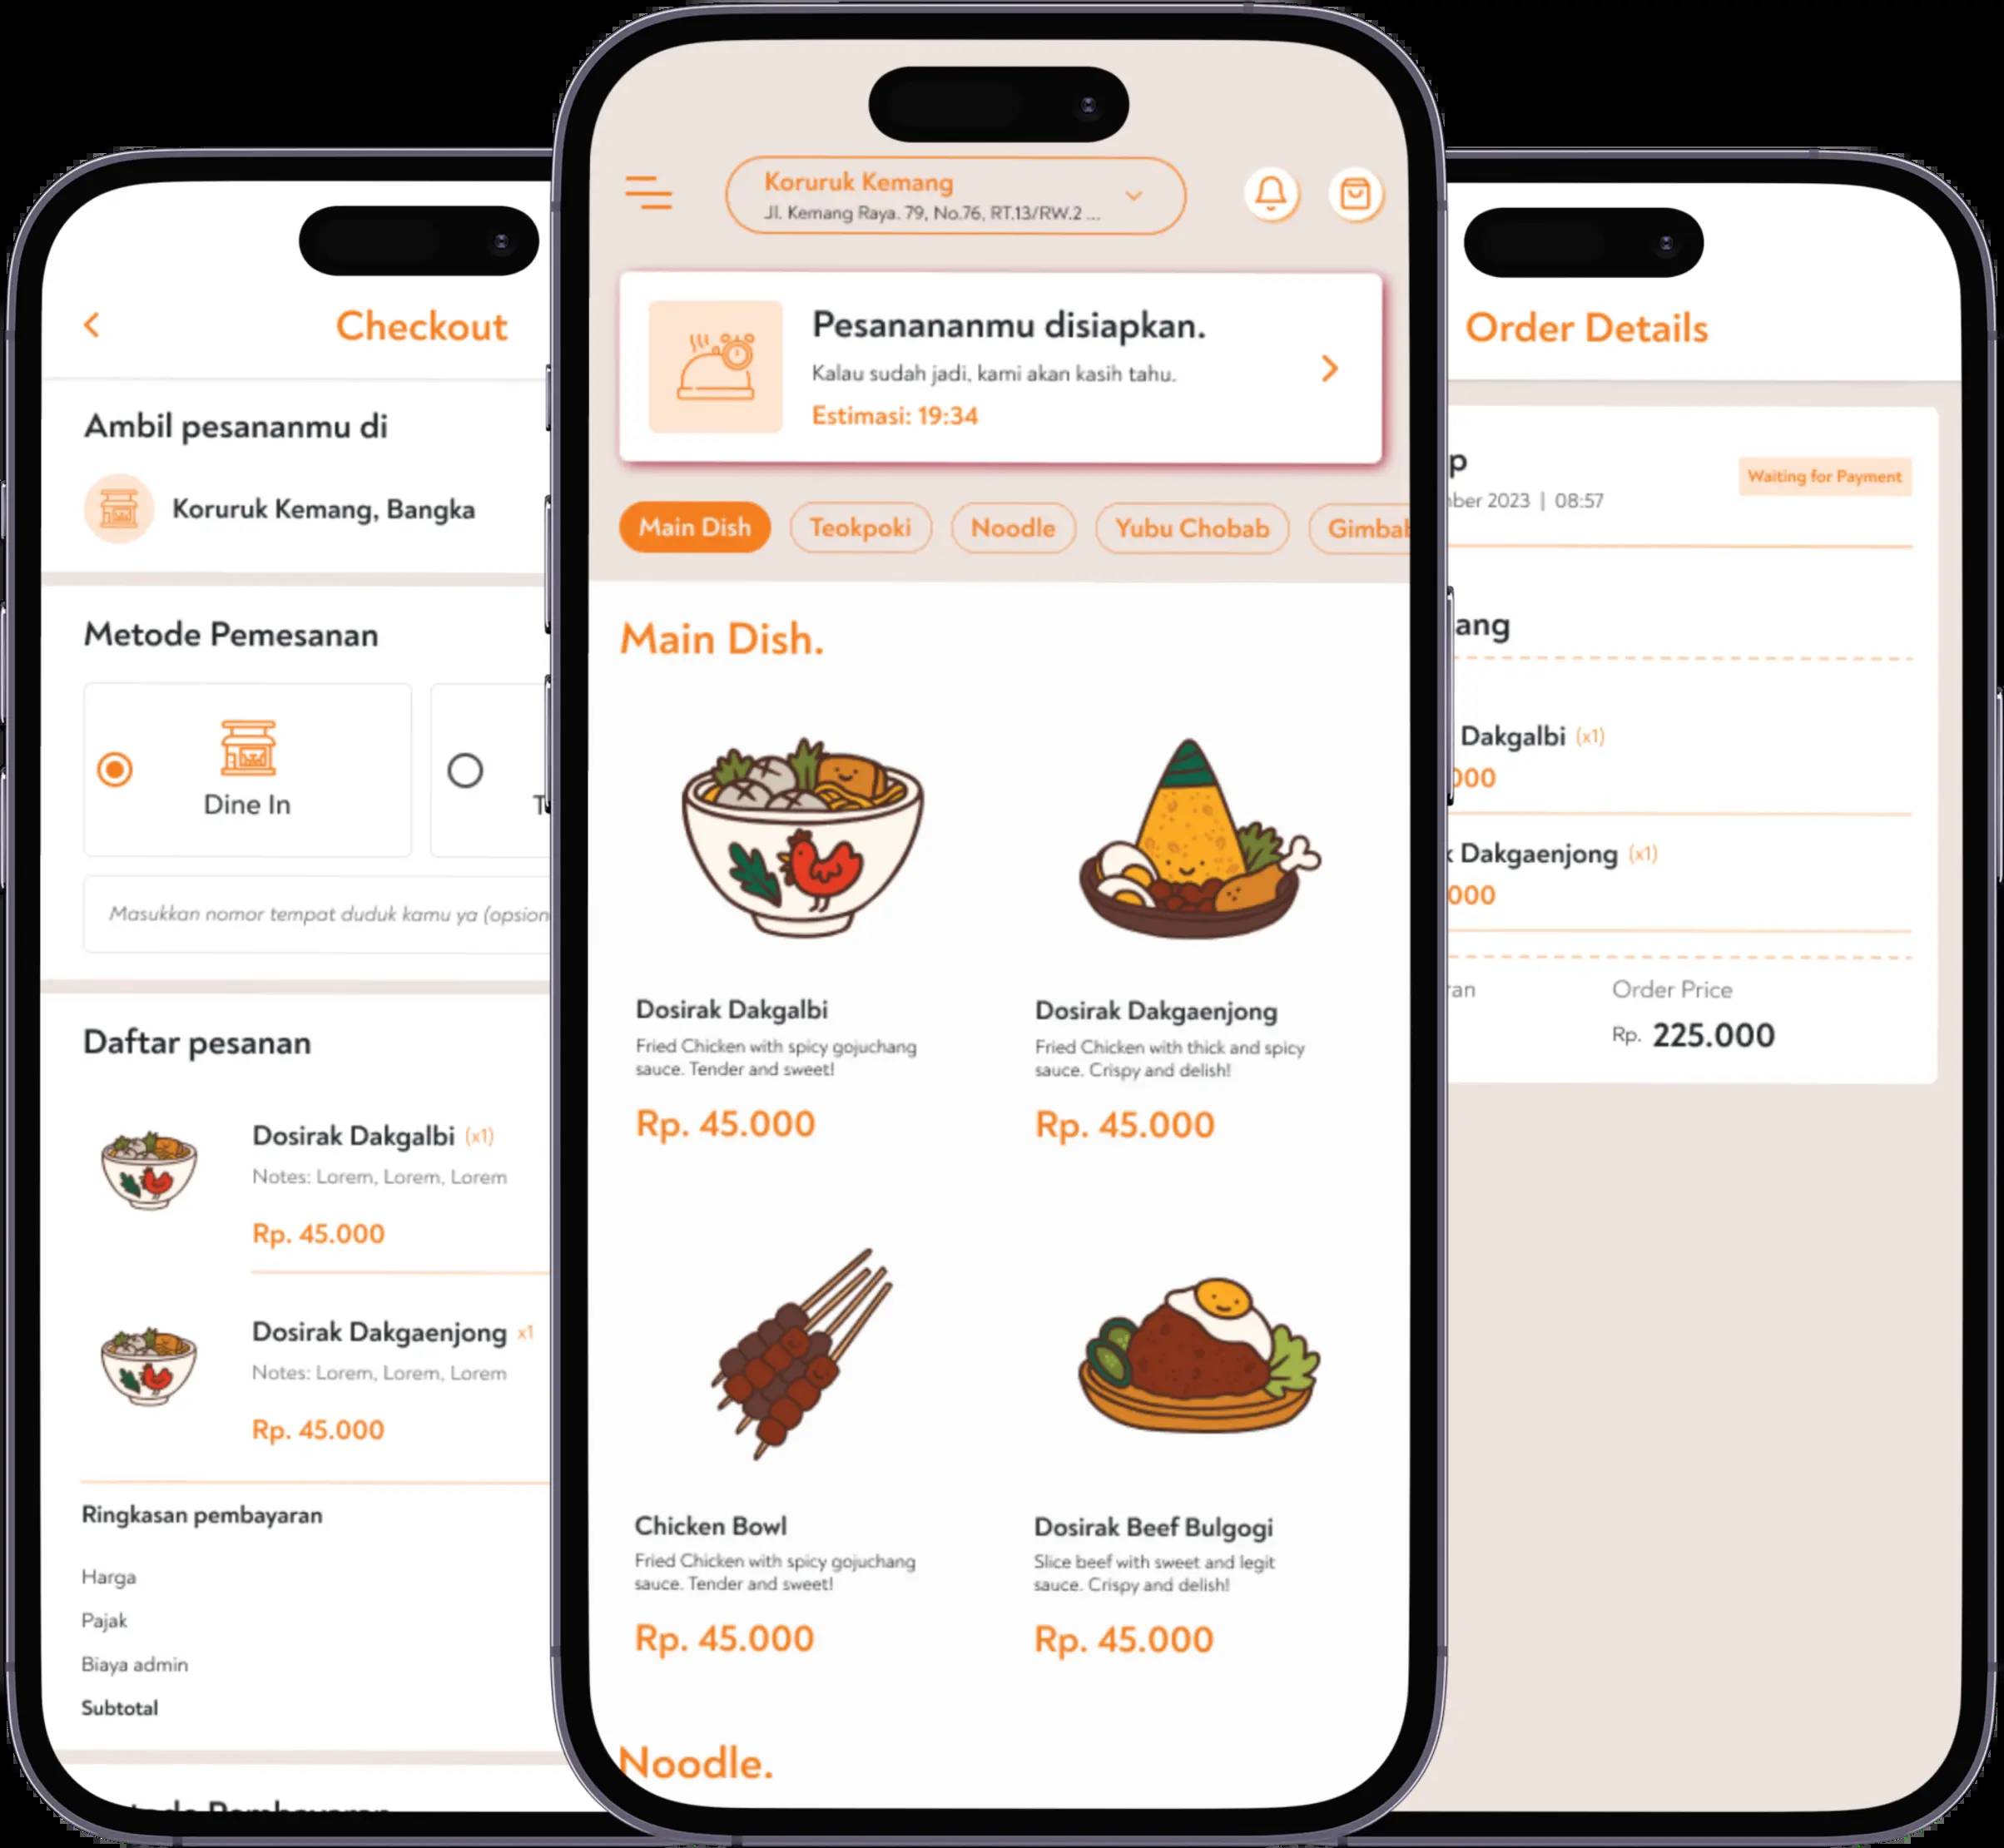 Checkout
Ambil pesananmu di
Koruruk Kemang, Bangka
Metode Pemesanan
Dine In
T
Masukkan nomor tempat duduk kamu ya (opsion
Daftar pesanan
Dosirak Dakgalbi (x1)
Notes: Lorem, Lorem, Lorem
Rp. 45.000
Dosirak Dakgaenjong x1
Notes: Lorem, Lorem, Lorem
Rp. 45.000
Ringkasan pembayaran
Harga
Pajak
Biaya admin
Subtotal
Koruruk Kemang
Jl. Kemang Raya. 79, No.76, RT.13/RW.2 ...
Pesanananmu disiapkan.
Kalau sudah jadi, kami akan kasih tahu.
Estimasi: 19:34
Main Dish
Teokpoki
Noodle
Yubu Chobab
Gimbab
Main Dish.
Dosirak Dakgalbi
Fried Chicken with spicy gojuchang
sauce. Tender and sweet!
Rp. 45.000
Dosirak Dakgaenjong
Fried Chicken with thick and spicy
sauce. Crispy and delish!
Rp. 45.000
Chicken Bowl
Fried Chicken with spicy gojuchang
sauce. Tender and sweet!
Rp. 45.000
Dosirak Beef Bulgogi
Slice beef with sweet and legit
sauce. Crispy and delish!
Rp. 45.000
Noodle.
Order Details
p
Waiting for Payment
ber 2023 | 08:57
ang
Dakgalbi (x1)
000
Dakgaenjong (x1)
000
ran
Order Price
Rp. 225.000